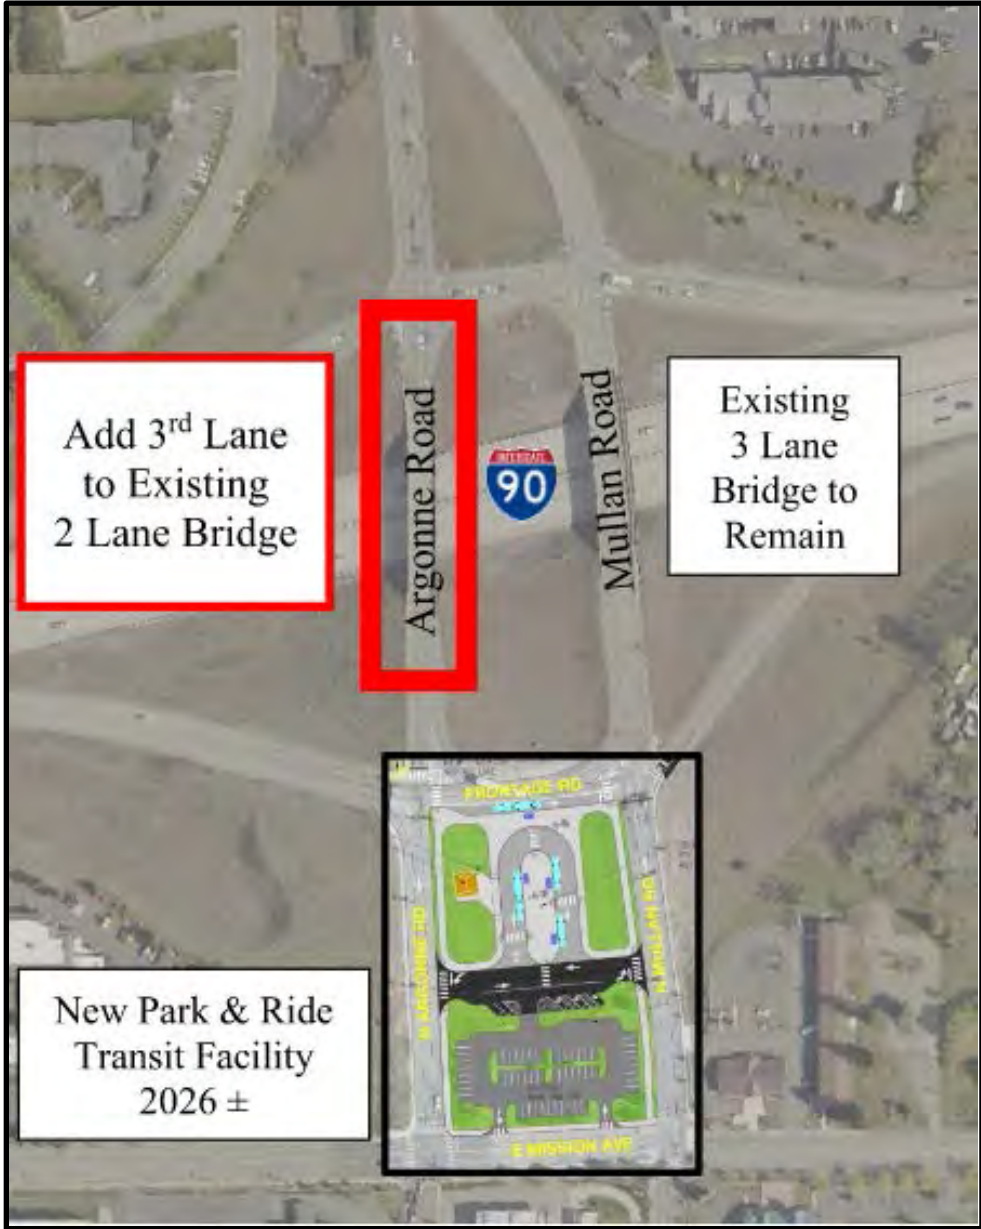 Add 3rd Lane
to Existing
2 Lane Bridge
Argonne Road
INTERSTATE
90
Mullan Road
Existing
3 Lane
Bridge to
Remain
FRONTAGE RD
N ARGONNE RD
N MULLAN RD
New Park & Ride
Transit Facility
2026 ±
E MISSION AVE